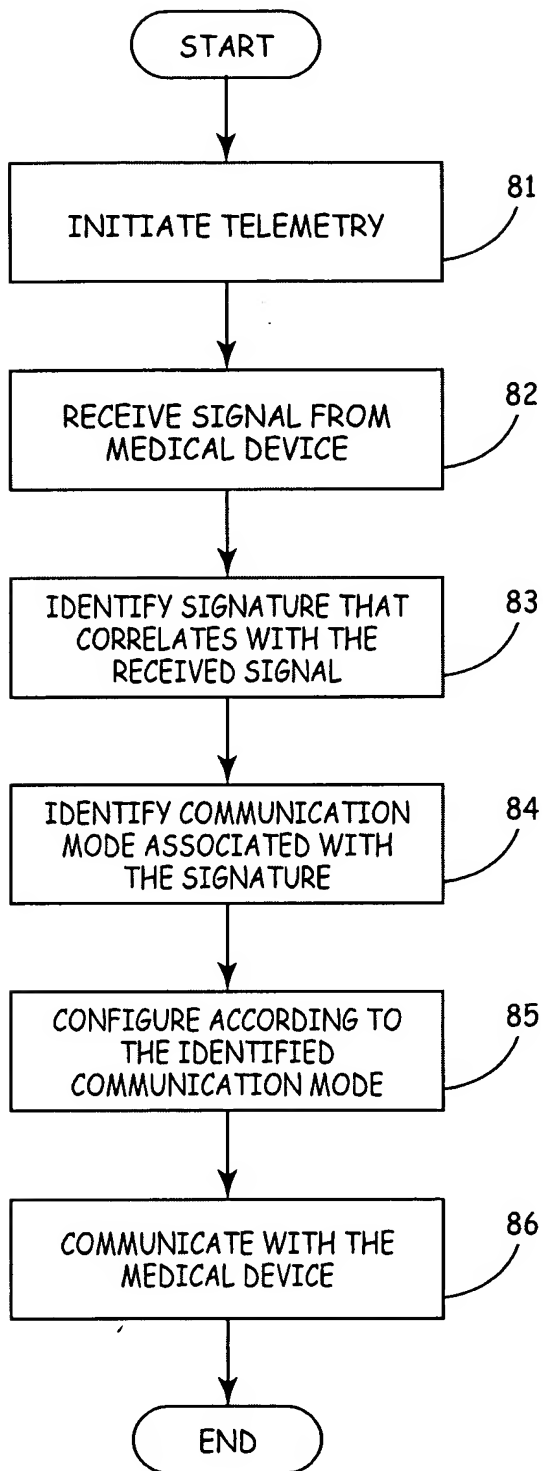 START
INITIATE TELEMETRY
81
RECEIVE SIGNAL FROM
MEDICAL DEVICE
82
IDENTIFY SIGNATURE THAT
CORRELATES WITH THE
RECEIVED SIGNAL
83
IDENTIFY COMMUNICATION
MODE ASSOCIATED WITH
THE SIGNATURE
84
CONFIGURE ACCORDING TO
THE IDENTIFIED
COMMUNICATION MODE
85
COMMUNICATE WITH THE
MEDICAL DEVICE
86
END